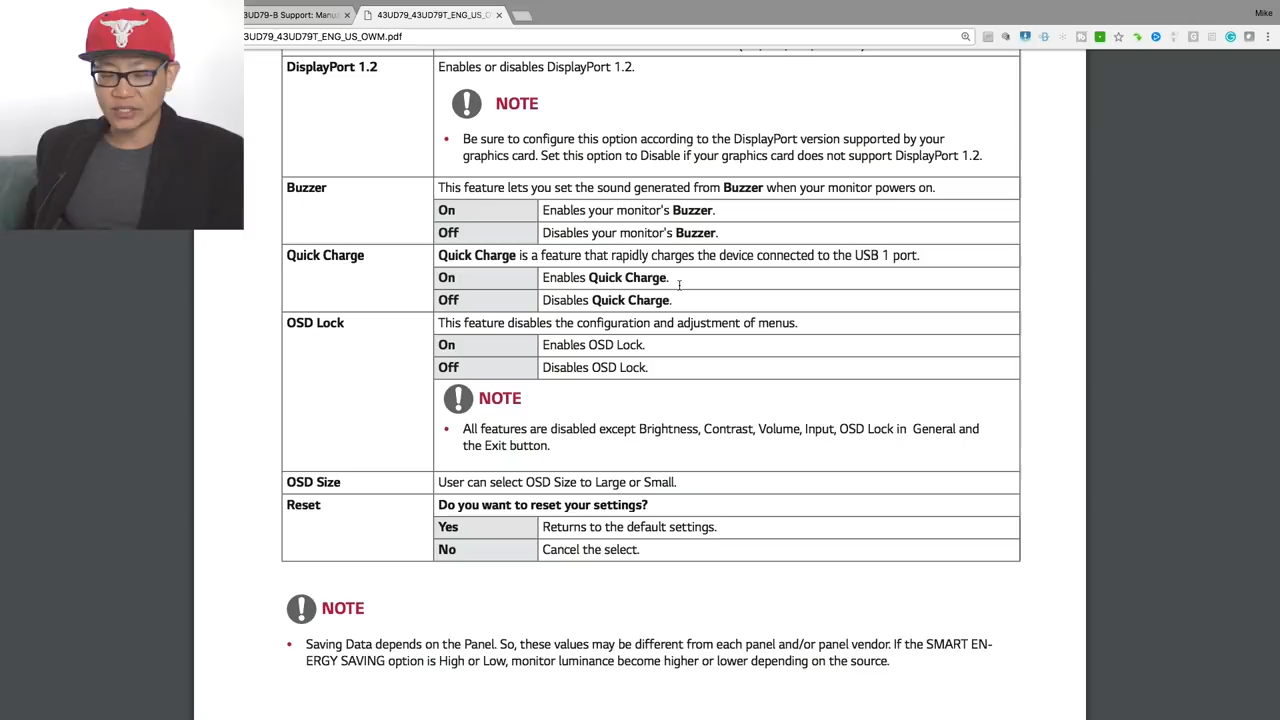 3UD79-B Support: Manu
43UD79_43UD79T_ENG_US_O
Mike
3UD79_43UD79T_ENG_US_OWM.pdf
DisplayPort 1.2
Enables or disables DisplayPort 1.2.
NOTE
• Be sure to configure this option according to the DisplayPort version supported by your
graphics card. Set this option to Disable if your graphics card does not support DisplayPort 1.2.
Buzzer
This feature lets you set the sound generated from Buzzer when your monitor powers on.
On
Enables your monitor's Buzzer.
Off
Disables your monitor's Buzzer.
Quick Charge
Quick Charge is a feature that rapidly charges the device connected to the USB 1 port.
On
Enables Quick Charge.
Off
Disables Quick Charge.
OSD Lock
This feature disables the configuration and adjustment of menus.
On
Enables OSD Lock.
Off
Disables OSD Lock.
NOTE
• All features are disabled except Brightness, Contrast, Volume, Input, OSD Lock in General and
the Exit button.
OSD Size
User can select OSD Size to Large or Small.
Reset
Do you want to reset your settings?
Yes
Returns to the default settings.
No
Cancel the select.
NOTE
• Saving Data depends on the Panel. So, these values may be different from each panel and/or panel vendor. If the SMART EN-
ERGY SAVING option is High or Low, monitor luminance become higher or lower depending on the source.